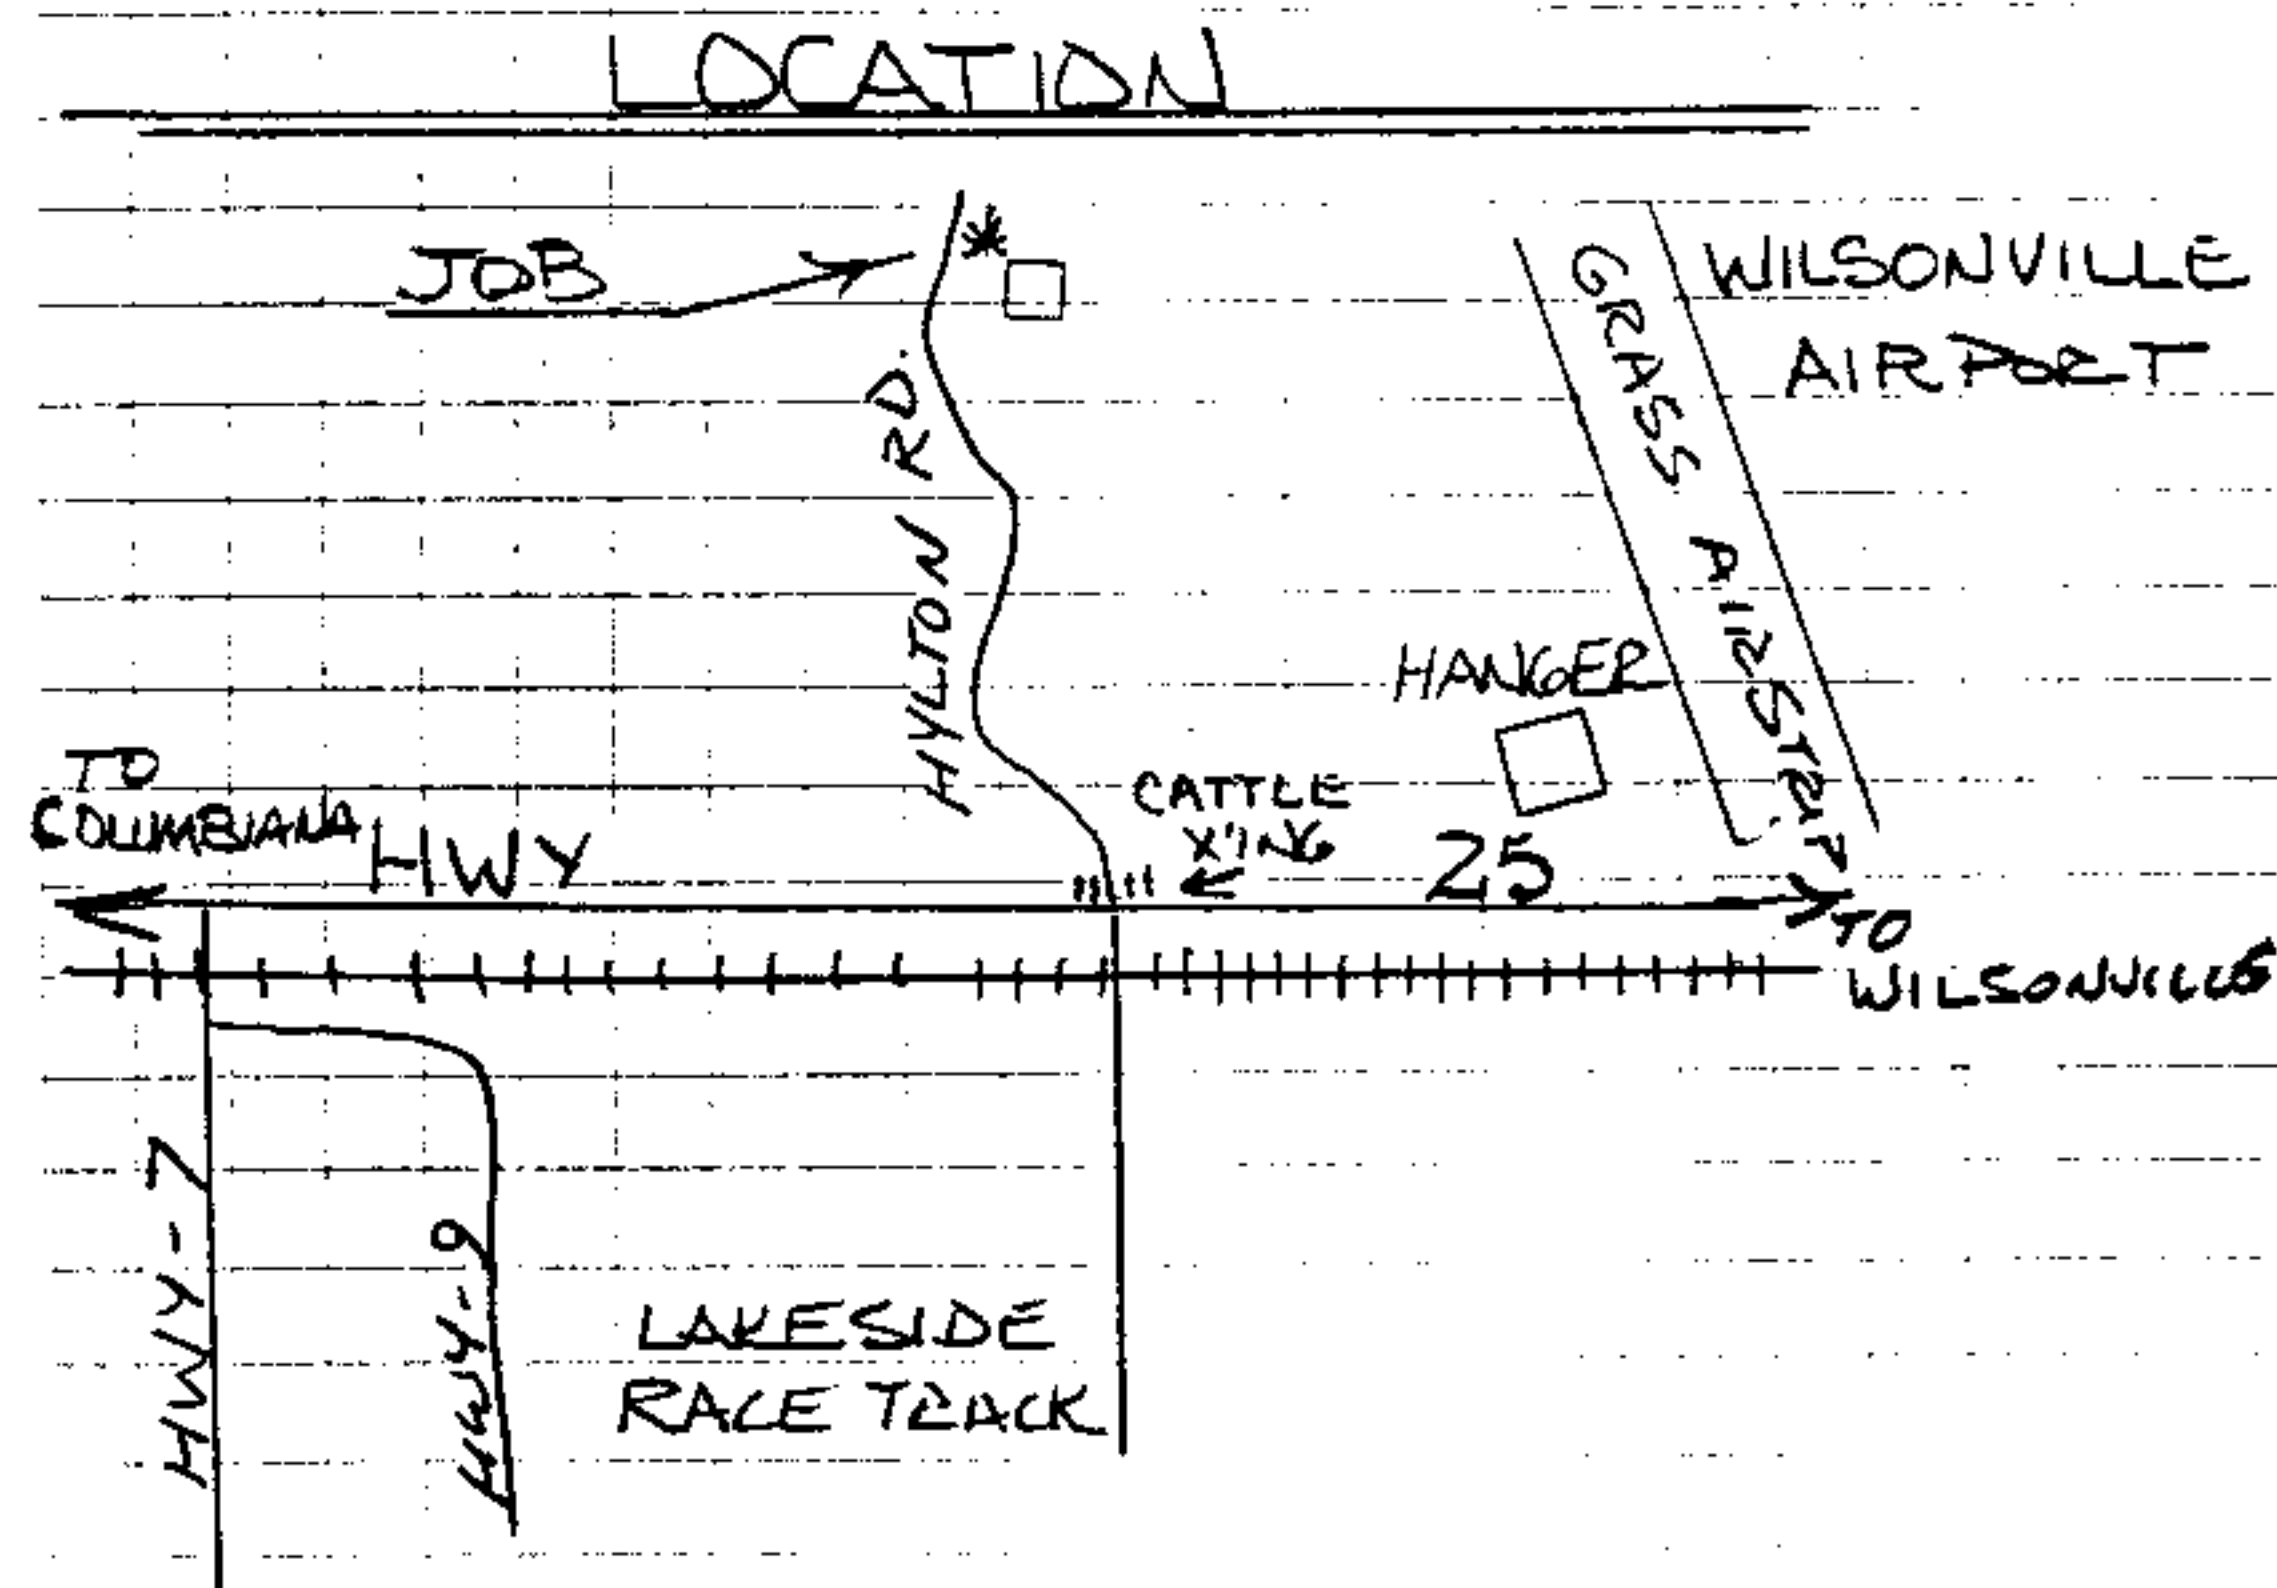 LOCATION
JOB
WILSONVILLE
AIRPORT
GRASS AIRSTRIP
HYLTON RD.
HANGER
TO
COLUMBIANA
HWY
CATTLE
X'ING
25
TO
WILSONVILLE
HWY-7
HWY-9
LAKESIDE
RACE TRACK